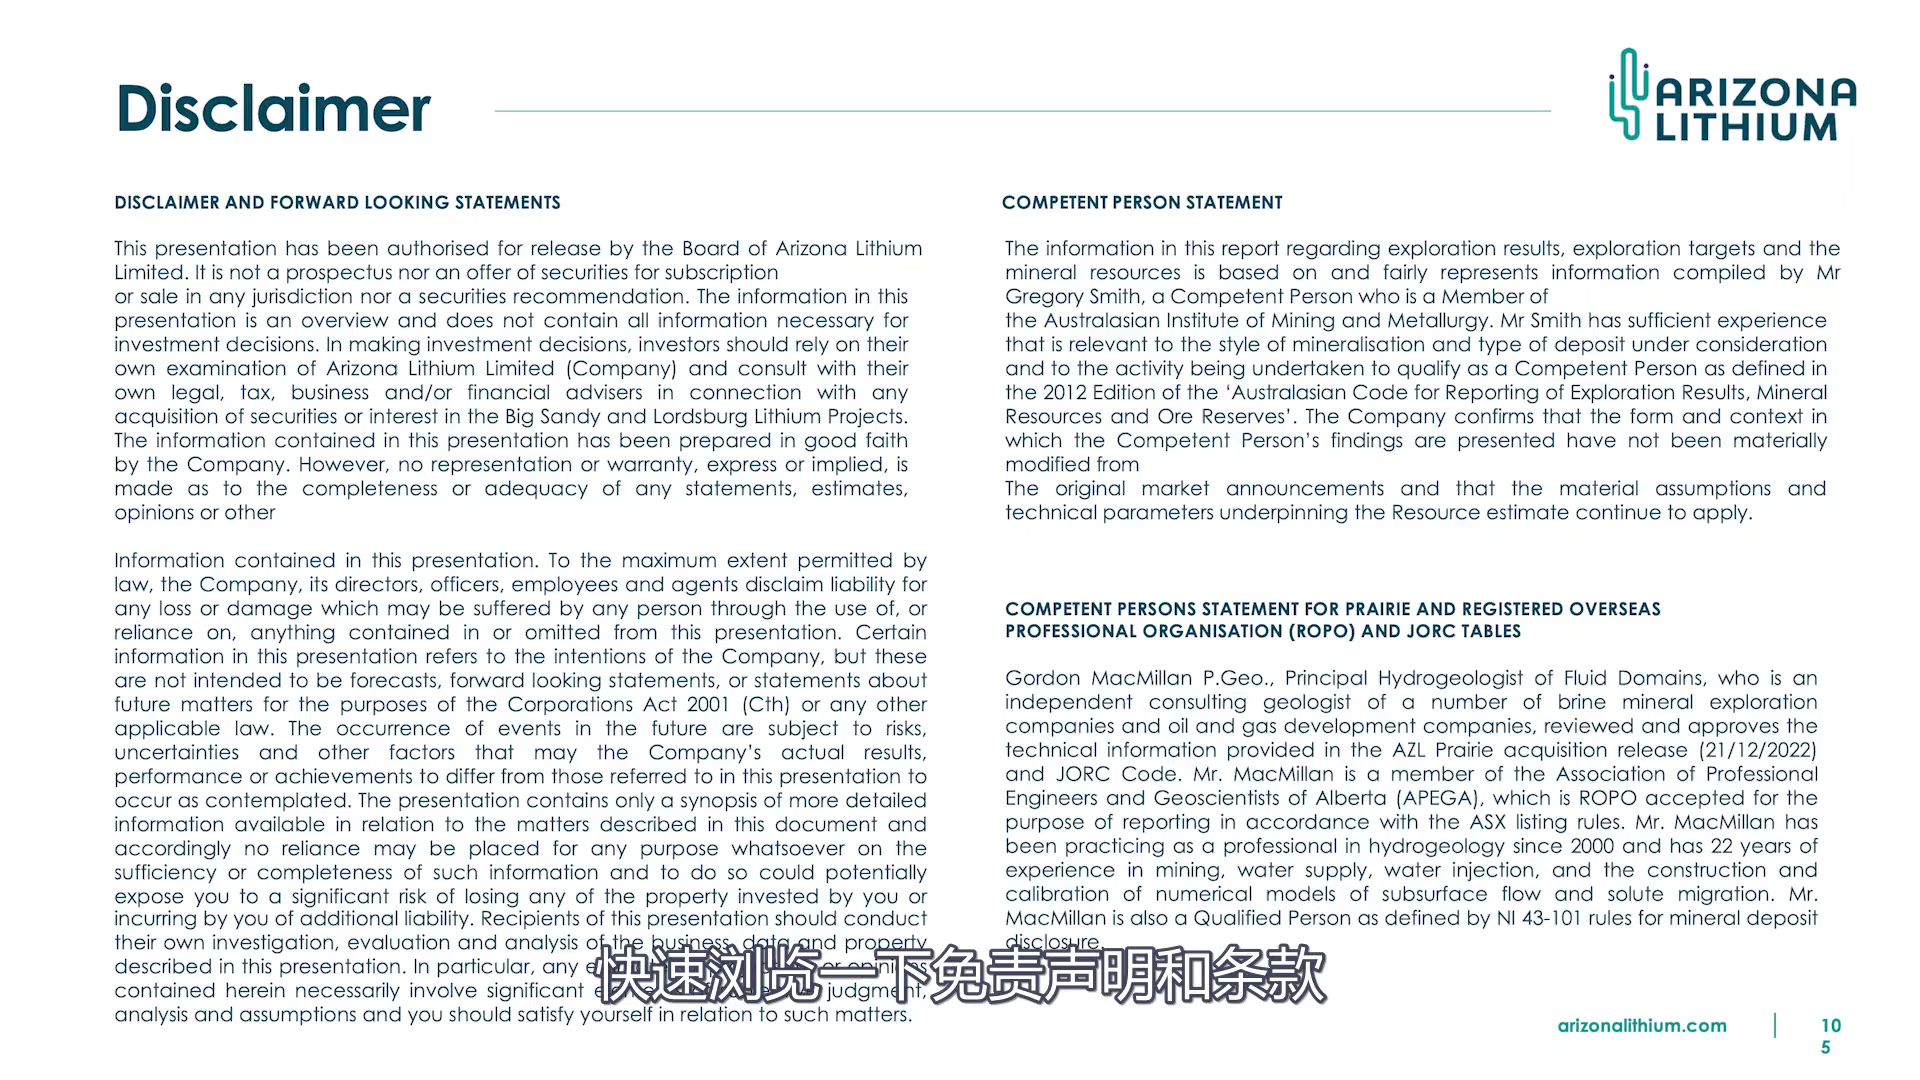 Disclaimer
ARIZONA
LITHIUM
DISCLAIMER AND FORWARD LOOKING STATEMENTS
This presentation has been authorised for release by the Board of Arizona Lithium
Limited. It is not a prospectus nor an offer of securities for subscription
or sale in any jurisdiction nor a securities recommendation. The information in this
presentation is an overview and does not contain all information necessary for
investment decisions. In making investment decisions, investors should rely on their
own examination of Arizona Lithium Limited (Company) and consult with their
own legal, tax, business and/or financial advisers in connection with any
acquisition of securities or interest in the Big Sandy and Lordsburg Lithium Projects.
The information contained in this presentation has been prepared in good faith
by the Company. However, no representation or warranty, express or implied, is
made as to the completeness or adequacy of any statements, estimates,
opinions or other
Information contained in this presentation. To the maximum extent permitted by
law, the Company, its directors, officers, employees and agents disclaim liability for
any loss or damage which may be suffered by any person through the use of, or
reliance on, anything contained in or omitted from this presentation. Certain
information in this presentation refers to the intentions of the Company, but these
are not intended to be forecasts, forward looking statements, or statements about
future matters for the purposes of the Corporations Act 2001 (Cth) or any other
applicable law. The occurrence of events in the future are subject to risks,
uncertainties and other factors that may the Company's actual results,
performance or achievements to differ from those referred to in this presentation to
occur as contemplated. The presentation contains only a synopsis of more detailed
information available in relation to the matters described in this document and
accordingly no reliance may be placed for any purpose whatsoever on the
sufficiency or completeness of such information and to do so could potentially
expose you to a significant risk of losing any of the property invested by you or
incurring by you of additional liability. Recipients of this presentation should conduct
their own investigation, evaluation and analysis of the business, data and property
described in this presentation. In particular, any or opinions
contained herein necessarily involve significant judgment,
analysis and assumptions and you should satisfy yourself in relation to such matters.
COMPETENT PERSON STATEMENT
The information in this report regarding exploration results, exploration targets and the
mineral resources is based on and fairly represents information compiled by Mr
Gregory Smith, a Competent Person who is a Member of
the Australasian Institute of Mining and Metallurgy. Mr Smith has sufficient experience
that is relevant to the style of mineralisation and type of deposit under consideration
and to the activity being undertaken to qualify as a Competent Person as defined in
the 2012 Edition of the ‘Australasian Code for Reporting of Exploration Results, Mineral
Resources and Ore Reserves’. The Company confirms that the form and context in
which the Competent Person’s findings are presented have not been materially
modified from
The original market announcements and that the material assumptions and
technical parameters underpinning the Resource estimate continue to apply.
COMPETENT PERSONS STATEMENT FOR PRAIRIE AND REGISTERED OVERSEAS
PROFESSIONAL ORGANISATION (ROPO) AND JORC TABLES
Gordon MacMillan P.Geo., Principal Hydrogeologist of Fluid Domains, who is an
independent consulting geologist of a number of brine mineral exploration
companies and oil and gas development companies, reviewed and approves the
technical information provided in the AZL Prairie acquisition release (21/12/2022)
and JORC Code. Mr. MacMillan is a member of the Association of Professional
Engineers and Geoscientists of Alberta (APEGA), which is ROPO accepted for the
purpose of reporting in accordance with the ASX listing rules. Mr. MacMillan has
been practicing as a professional in hydrogeology since 2000 and has 22 years of
experience in mining, water supply, water injection, and the construction and
calibration of numerical models of subsurface flow and solute migration. Mr.
MacMillan is also a Qualified Person as defined by NI 43-101 rules for mineral deposit
disclosure.
快速浏览一下免责声明和条款
arizonalithium.com
10
5